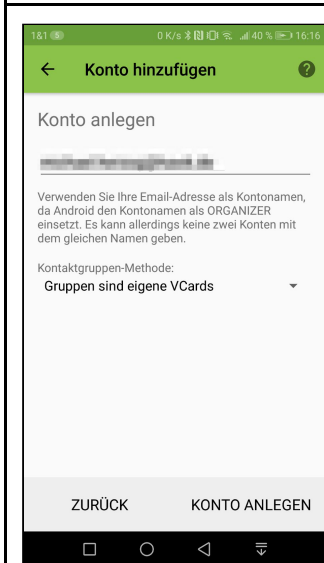 1&1 5 0 K/s 40 % 16:16
Konto hinzufügen ?
Konto anlegen
Verwenden Sie Ihre Email-Adresse als Kontonamen,
da Android den Kontonamen als ORGANIZER
einsetzt. Es kann allerdings keine zwei Konten mit
dem gleichen Namen geben.
Kontaktgruppen-Methode:
Gruppen sind eigene VCards
ZURÜCK KONTO ANLEGEN